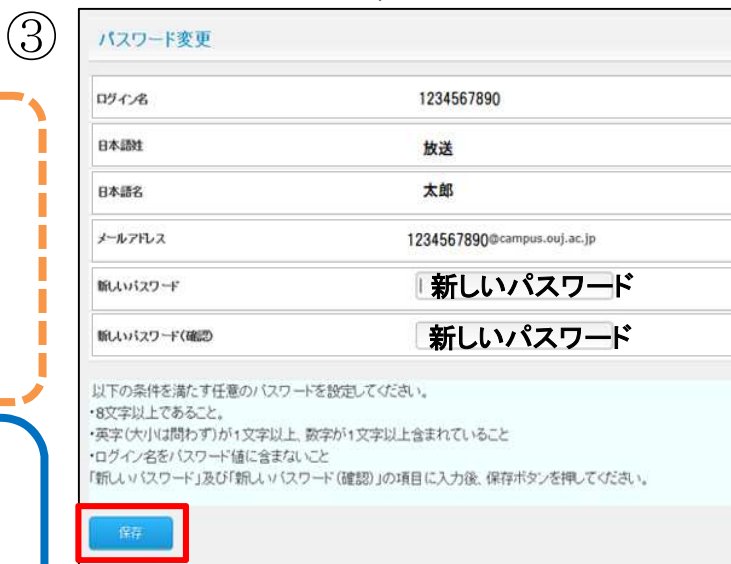 ③
パスワード変更
ログイン名 1234567890
日本語姓 放送
日本語名 太郎
メールアドレス 1234567890@campus.ouj.ac.jp
新しいパスワード 新しいパスワード
新しいパスワード(確認) 新しいパスワード
以下の条件を満たす任意のパスワードを設定してください。
・8文字以上であること。
・英字(大小は問わず)が1文字以上、数字が1文字以上含まれていること
・ログイン名をパスワード値に含まないこと
「新しいパスワード」及び「新しいパスワード(確認)」の項目に入力後、保存ボタンを押してください。
保存